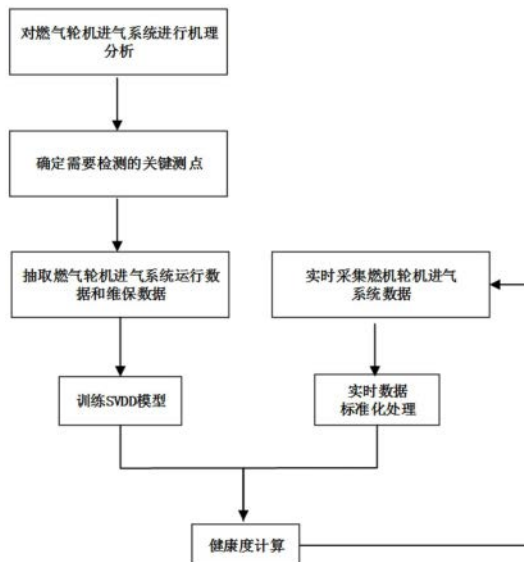 对燃气轮机进气系统进行机理
分析
确定需要检测的关键测点
抽取燃气轮机进气系统运行数
据和维保数据
实时采集燃机轮机进气
系统数据
训练SVDD模型
实时数据
标准化处理
健康度计算